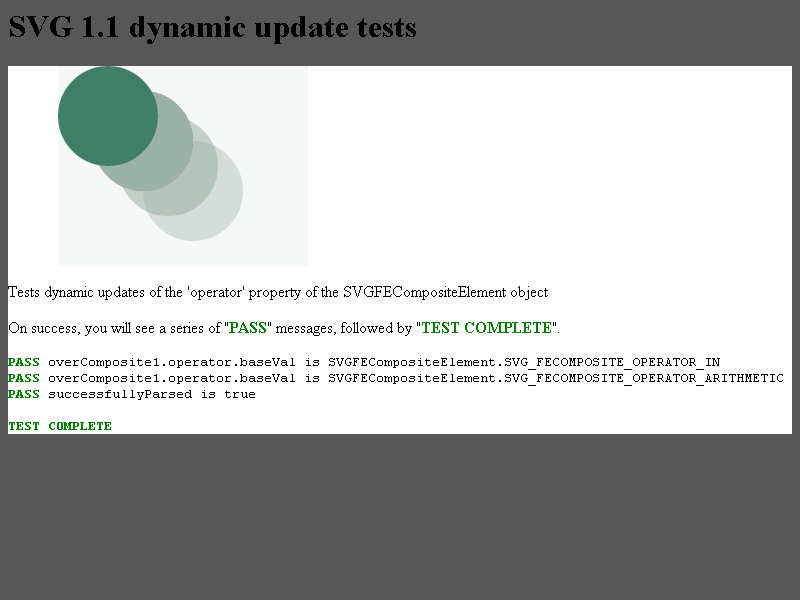 SVG 1.1 dynamic update tests
Tests dynamic updates of the 'operator' property of the SVGFECompositeElement object
On success, you will see a series of "PASS" messages, followed by "TEST COMPLETE".
PASS overComposite1.operator.baseVal is SVGFECompositeElement.SVG_FECOMPOSITE_OPERATOR_IN
PASS overComposite1.operator.baseVal is SVGFECompositeElement.SVG_FECOMPOSITE_OPERATOR_ARITHMETIC
PASS successfullyParsed is true
TEST COMPLETE